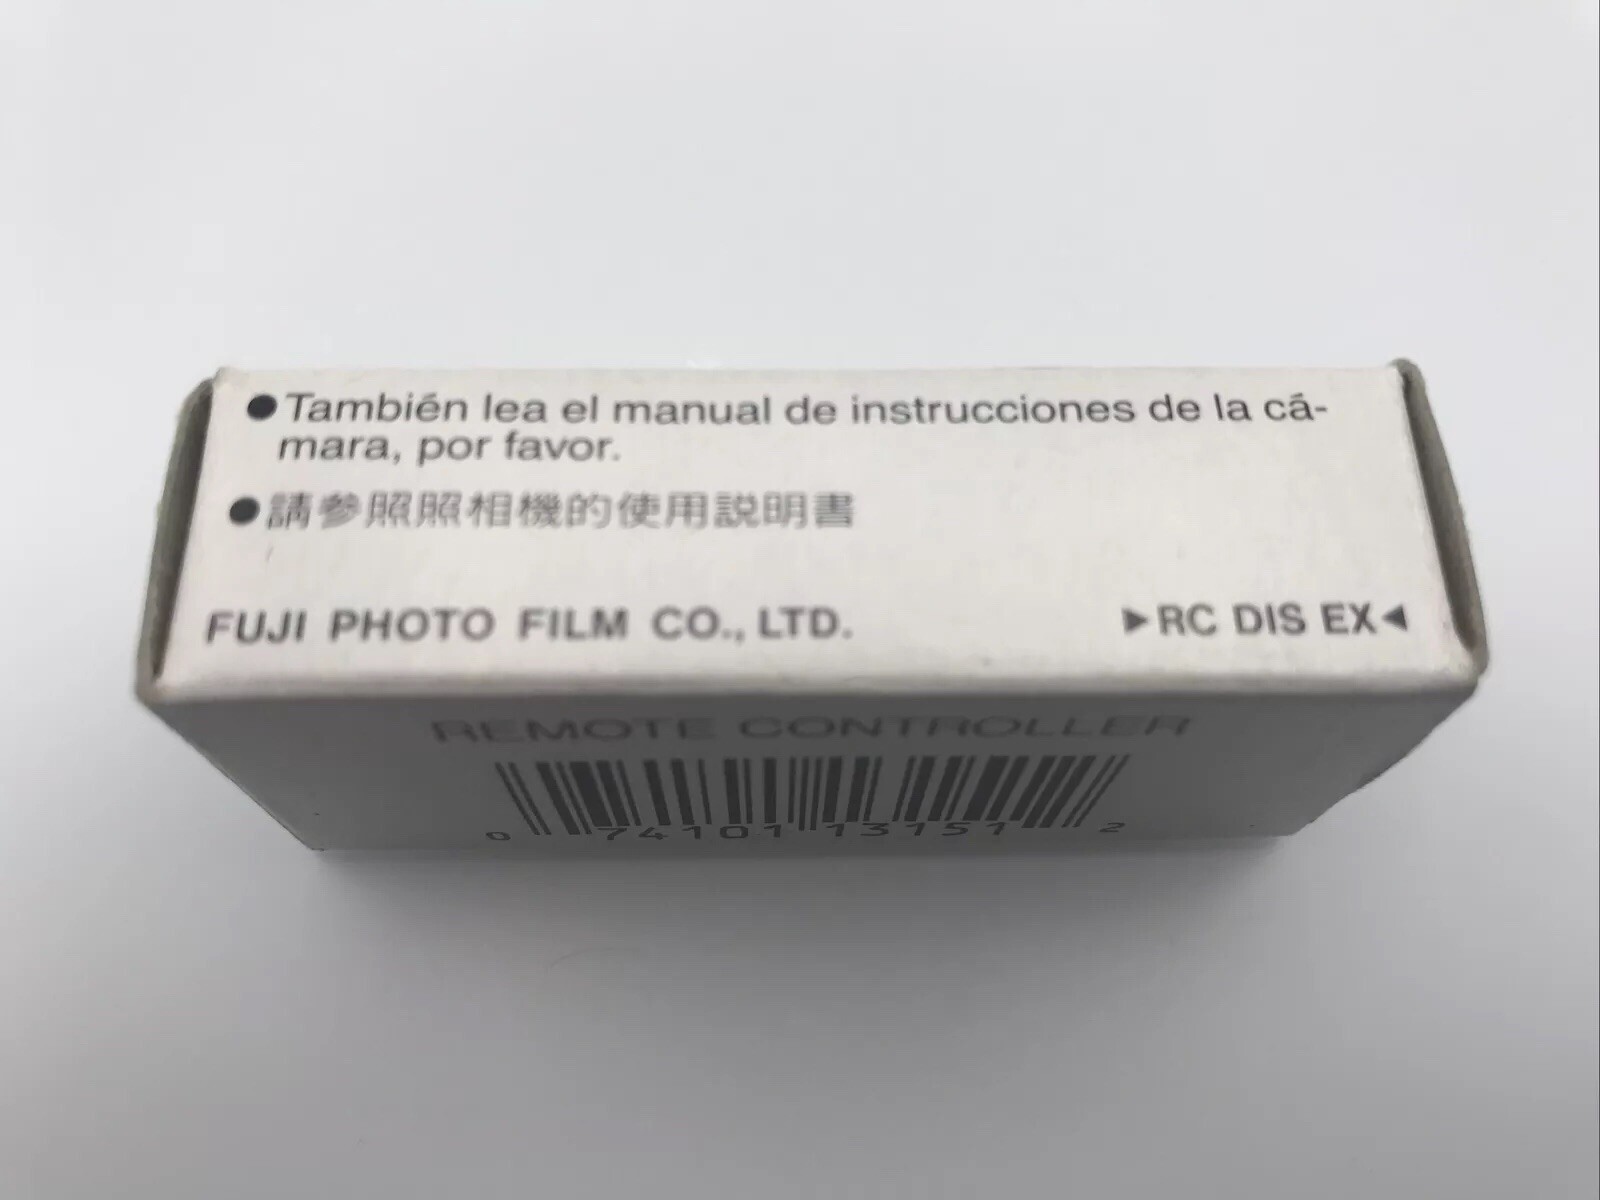 ●También lea el manual de instrucciones de la cá-
mara, por favor.
●請參照照相機的使用説明書
FUJI PHOTO FILM CO., LTD.
▶RC DIS EX◀
REMOTE CONTROLLER
0 74101 13151 2